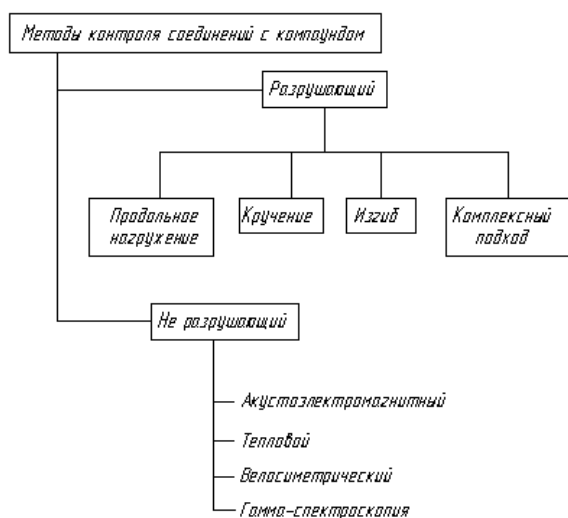 Методы контроля соединений с компаундом
Разрушающий
Продольное
нагружение
Кручение
Изгиб
Комплексный
подход
Не разрушающий
Акустоэлектромагнитный
Тепловой
Велосиметрический
Гамма-спектроскопия